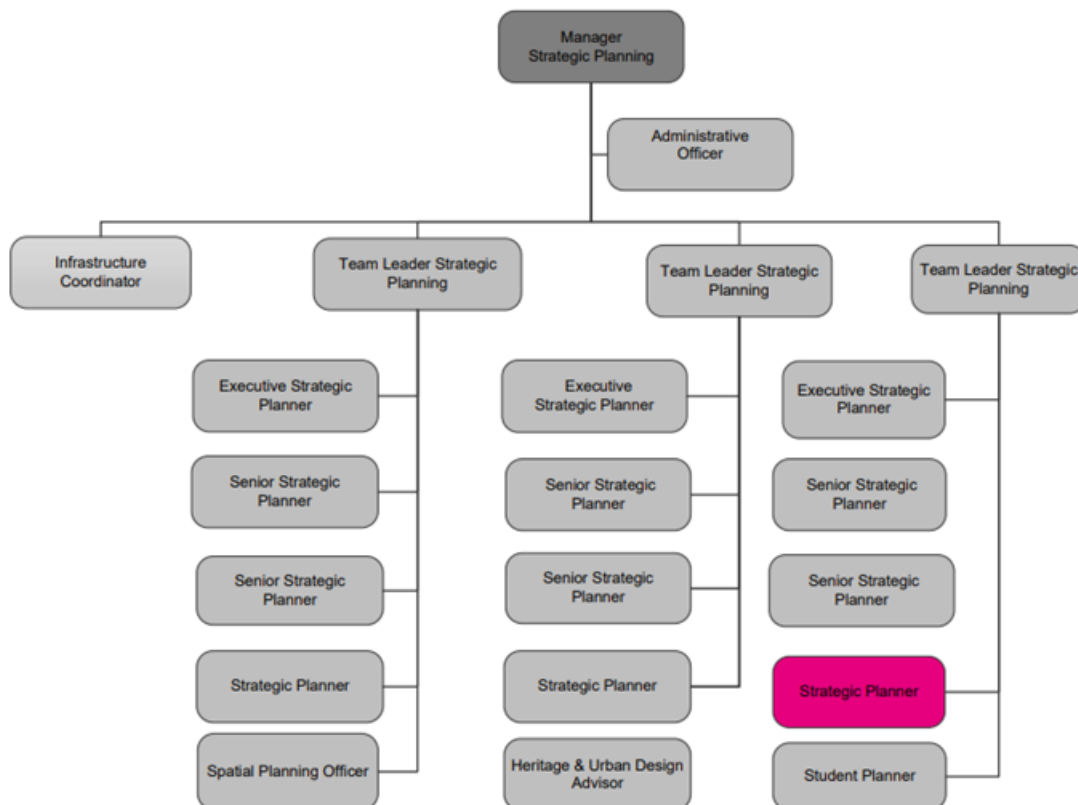 Manager
Strategic Planning
Administrative
Officer
Infrastructure
Coordinator
Team Leader Strategic
Planning
Team Leader Strategic
Planning
Team Leader Strategic
Planning
Executive Strategic
Planner
Executive
Strategic Planner
Executive Strategic
Planner
Senior Strategic
Planner
Senior Strategic
Planner
Senior Strategic
Planner
Senior Strategic
Planner
Senior Strategic
Planner
Senior Strategic
Planner
Strategic Planner
Strategic Planner
Strategic Planner
Spatial Planning Officer
Heritage & Urban Design
Advisor
Student Planner